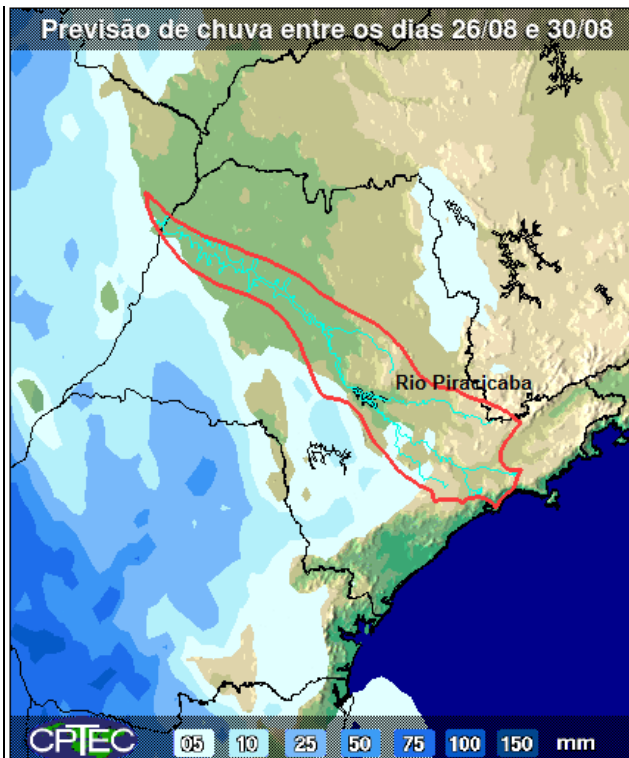 Previsão de chuva entre os dias 26/08 e 30/08
Rio Piracicaba
CPTEC 05 10 25 50 75 100 150 mm